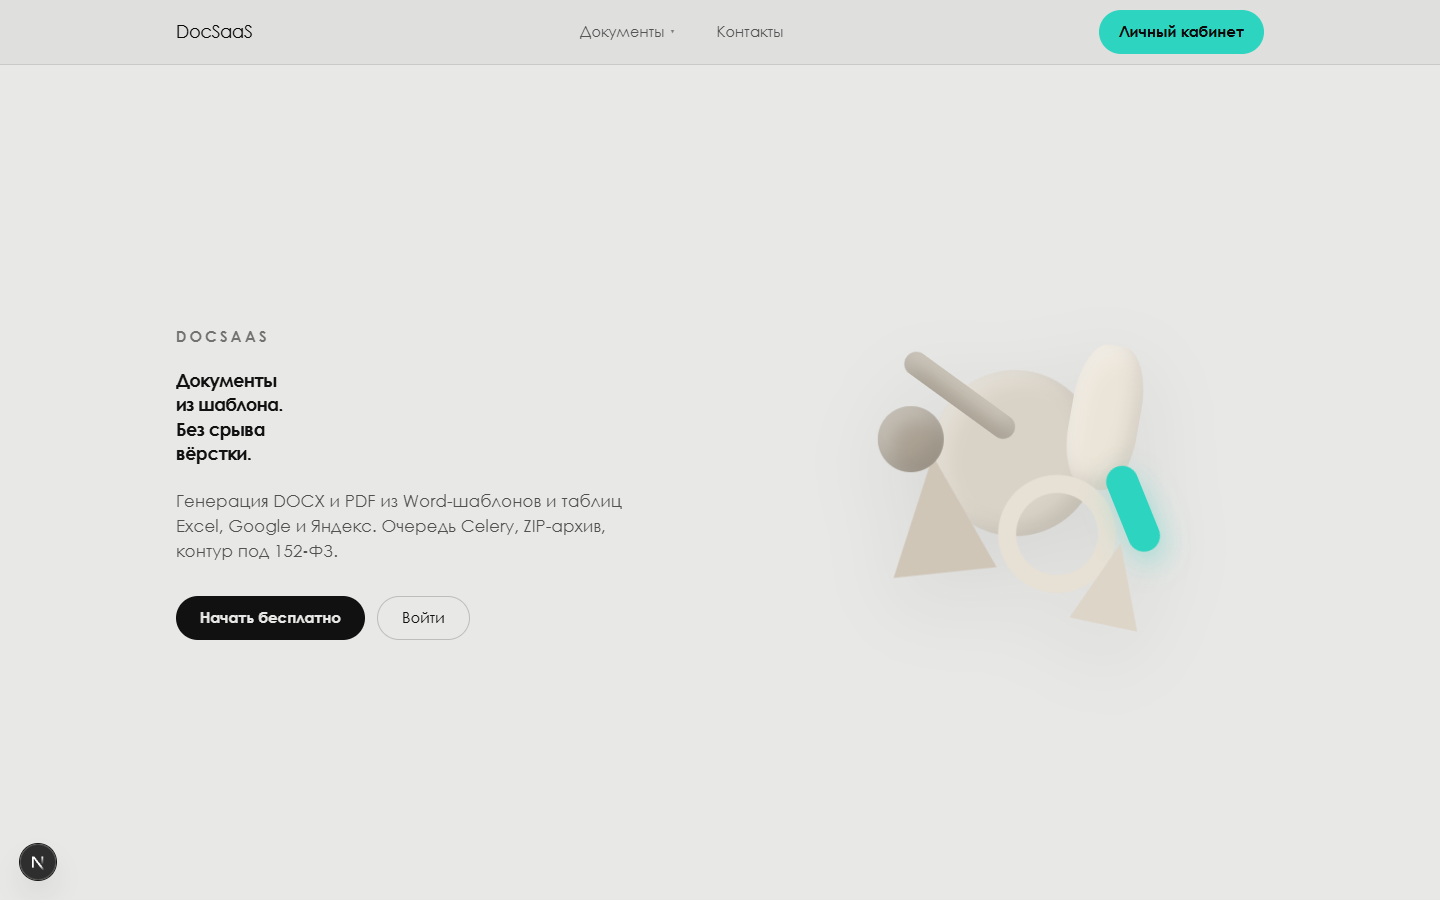 DocSaaS
Документы
Контакты
Личный кабинет
DOCSAAS
Документы
из шаблона.
Без срыва
вёрстки.
Генерация DOCX и PDF из Word-шаблонов и таблиц
Excel, Google и Яндекс. Очередь Celery, ZIP-архив,
контур под 152-ФЗ.
Начать бесплатно
Войти
N